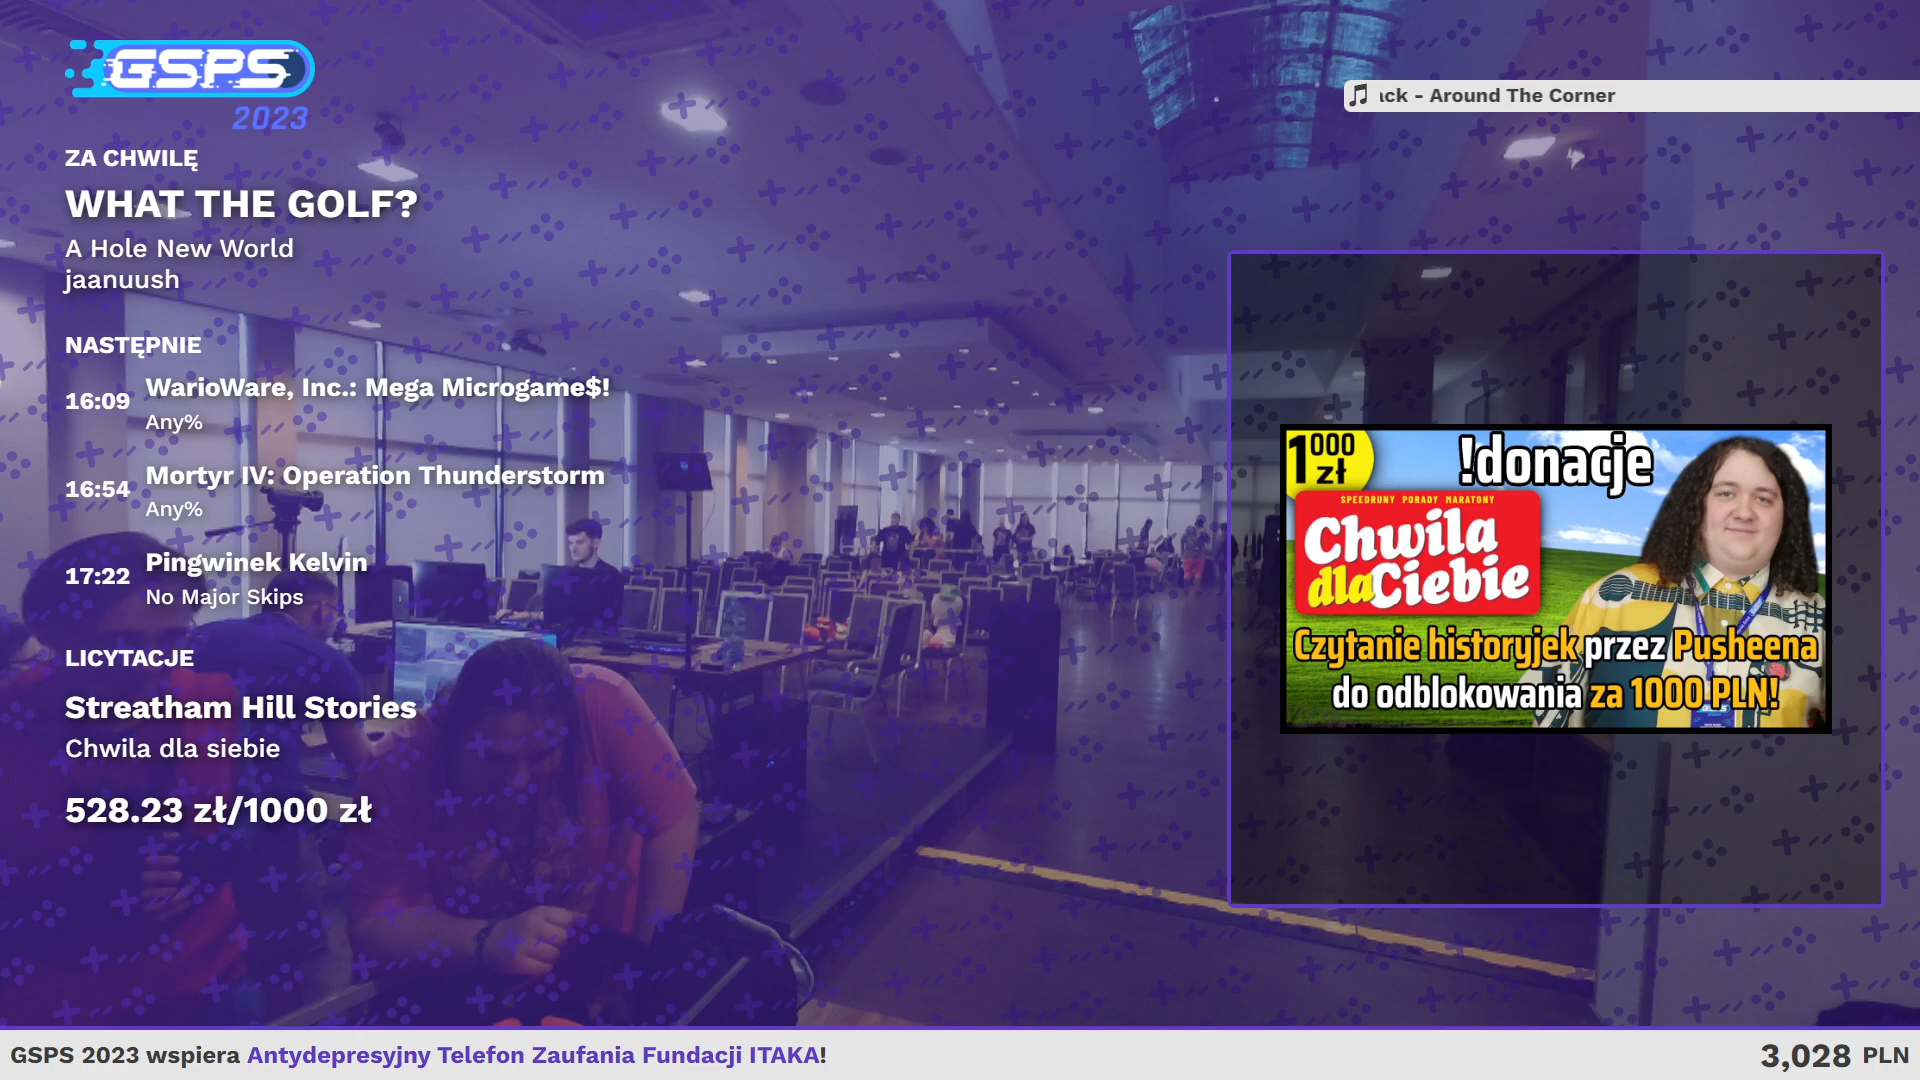 GSPS
2023
ZA CHWILĘ
WHAT THE GOLF?
A Hole New World
jaanuush
NASTĘPNIE
16:09
WarioWare, Inc.: Mega Microgame$!
Any%
16:54
Mortyr IV: Operation Thunderstorm
Any%
17:22
Pingwinek Kelvin
No Major Skips
LICYTACJE
Streatham Hill Stories
Chwila dla siebie
528.23 zł/1000 zł
ack - Around The Corner
1000 zł
!donacje
SPEEDRUNY PORADY MARATONY
Chwila
dla Ciebie
Czytanie historyjek przez Pusheena
do odblokowania za 1000 PLN!
GSPS 2023 wspiera Antydepresyjny Telefon Zaufania Fundacji ITAKA!
3,028 PLN